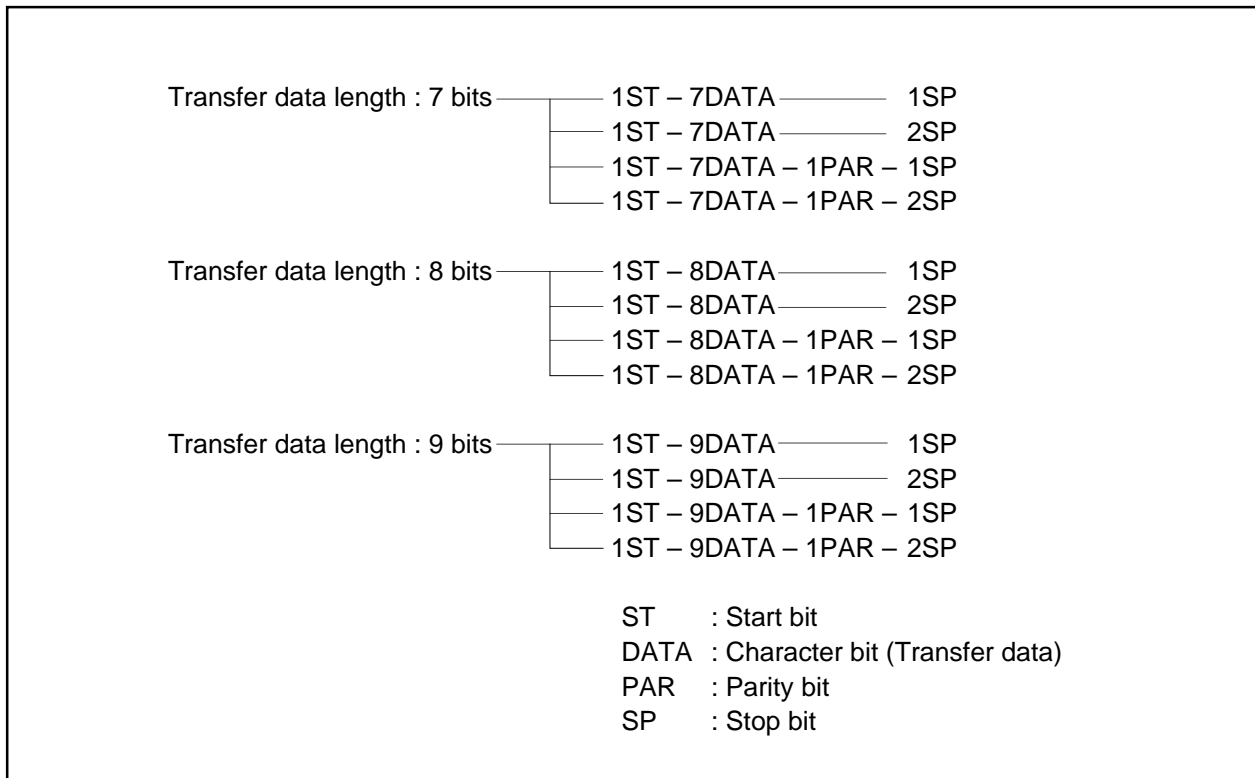 Transfer data length : 7 bits 1ST – 7DATA 1SP
1ST – 7DATA 2SP
1ST – 7DATA – 1PAR – 1SP
1ST – 7DATA – 1PAR – 2SP
Transfer data length : 8 bits 1ST – 8DATA 1SP
1ST – 8DATA 2SP
1ST – 8DATA – 1PAR – 1SP
1ST – 8DATA – 1PAR – 2SP
Transfer data length : 9 bits 1ST – 9DATA 1SP
1ST – 9DATA 2SP
1ST – 9DATA – 1PAR – 1SP
1ST – 9DATA – 1PAR – 2SP
ST : Start bit
DATA : Character bit (Transfer data)
PAR : Parity bit
SP : Stop bit